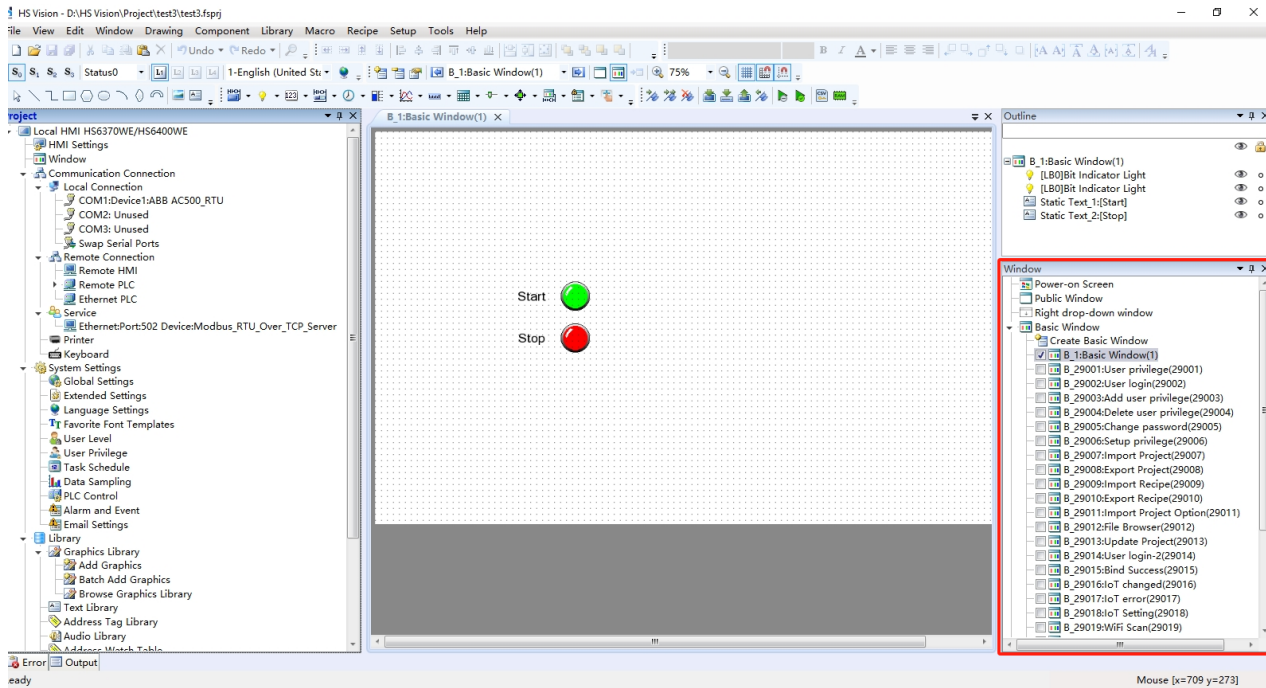 HS Vision - D:\HS Vision\Project\test3\test3.fsprj
File View Edit Window Drawing Component Library Macro Recipe Setup Tools Help
Undo Redo B I A
S0 S1 S2 S3 Status0 L1 L2 L3 L4 1-English (United Sta B_1:Basic Window(1) 75%
Project
Local HMI HS6370WE/HS6400WE
HMI Settings
Window
Communication Connection
Local Connection
COM1:Device1:ABB AC500_RTU
COM2: Unused
COM3: Unused
Swap Serial Ports
Remote Connection
Remote HMI
Remote PLC
Ethernet PLC
Service
Ethernet:Port:502 Device:Modbus_RTU_Over_TCP_Server
Printer
Keyboard
System Settings
Global Settings
Extended Settings
Language Settings
Favorite Font Templates
User Level
User Privilege
Task Schedule
Data Sampling
PLC Control
Alarm and Event
Email Settings
Library
Graphics Library
Add Graphics
Batch Add Graphics
Browse Graphics Library
Text Library
Address Tag Library
Audio Library
Address Watch Table
B_1:Basic Window(1)
Start
Stop
Outline
B_1:Basic Window(1)
[LB0]Bit Indicator Light
[LB0]Bit Indicator Light
Static Text_1:[Start]
Static Text_2:[Stop]
Window
Power-on Screen
Public Window
Right drop-down window
Basic Window
Create Basic Window
B_1:Basic Window(1)
B_29001:User privilege(29001)
B_29002:User login(29002)
B_29003:Add user privilege(29003)
B_29004:Delete user privilege(29004)
B_29005:Change password(29005)
B_29006:Setup privilege(29006)
B_29007:Import Project(29007)
B_29008:Export Project(29008)
B_29009:Import Recipe(29009)
B_29010:Export Recipe(29010)
B_29011:Import Project Option(29011)
B_29012:File Browser(29012)
B_29013:Update Project(29013)
B_29014:User login-2(29014)
B_29015:Bind Success(29015)
B_29016:IoT changed(29016)
B_29017:IoT error(29017)
B_29018:IoT Setting(29018)
B_29019:WiFi Scan(29019)
Error Output
eady
Mouse [x=709 y=273]